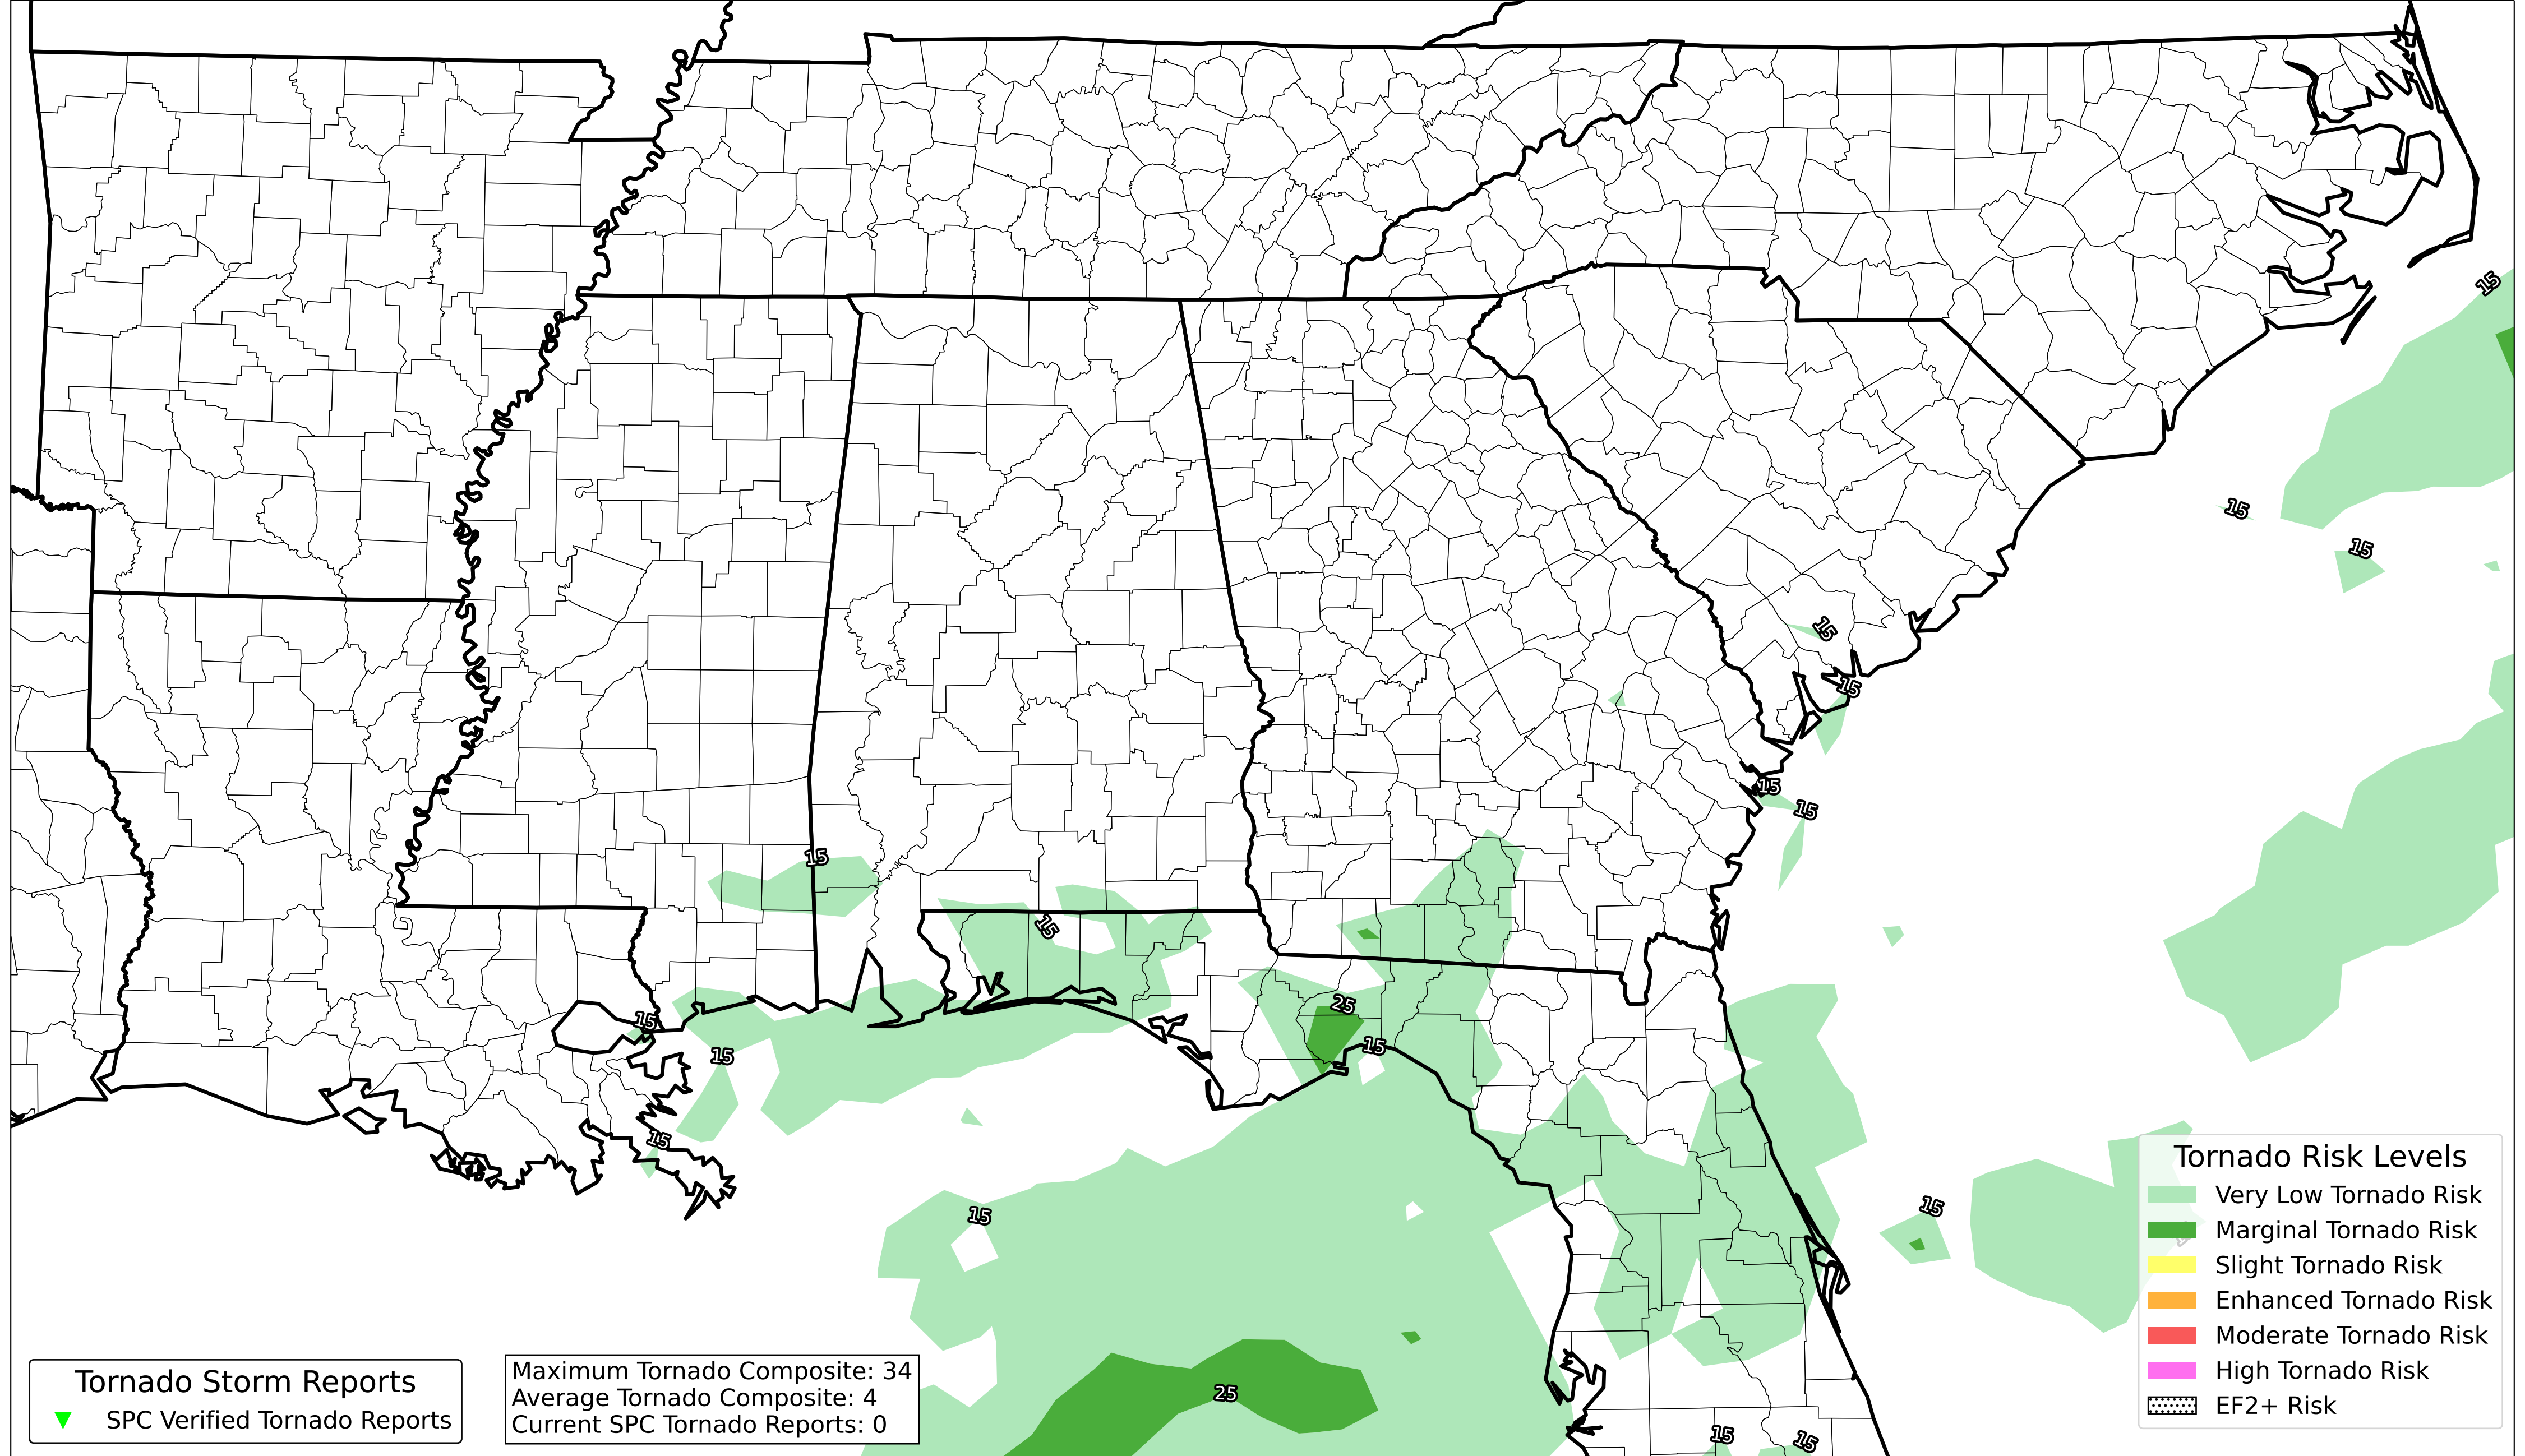 15
15
15
15
15
15
15
15
15
25
15
15
15
15
15
15
25
15
15
Tornado Risk Levels
Very Low Tornado Risk
Marginal Tornado Risk
Slight Tornado Risk
Enhanced Tornado Risk
Moderate Tornado Risk
High Tornado Risk
EF2+ Risk
Tornado Storm Reports
SPC Verified Tornado Reports
Maximum Tornado Composite: 34
Average Tornado Composite: 4
Current SPC Tornado Reports: 0